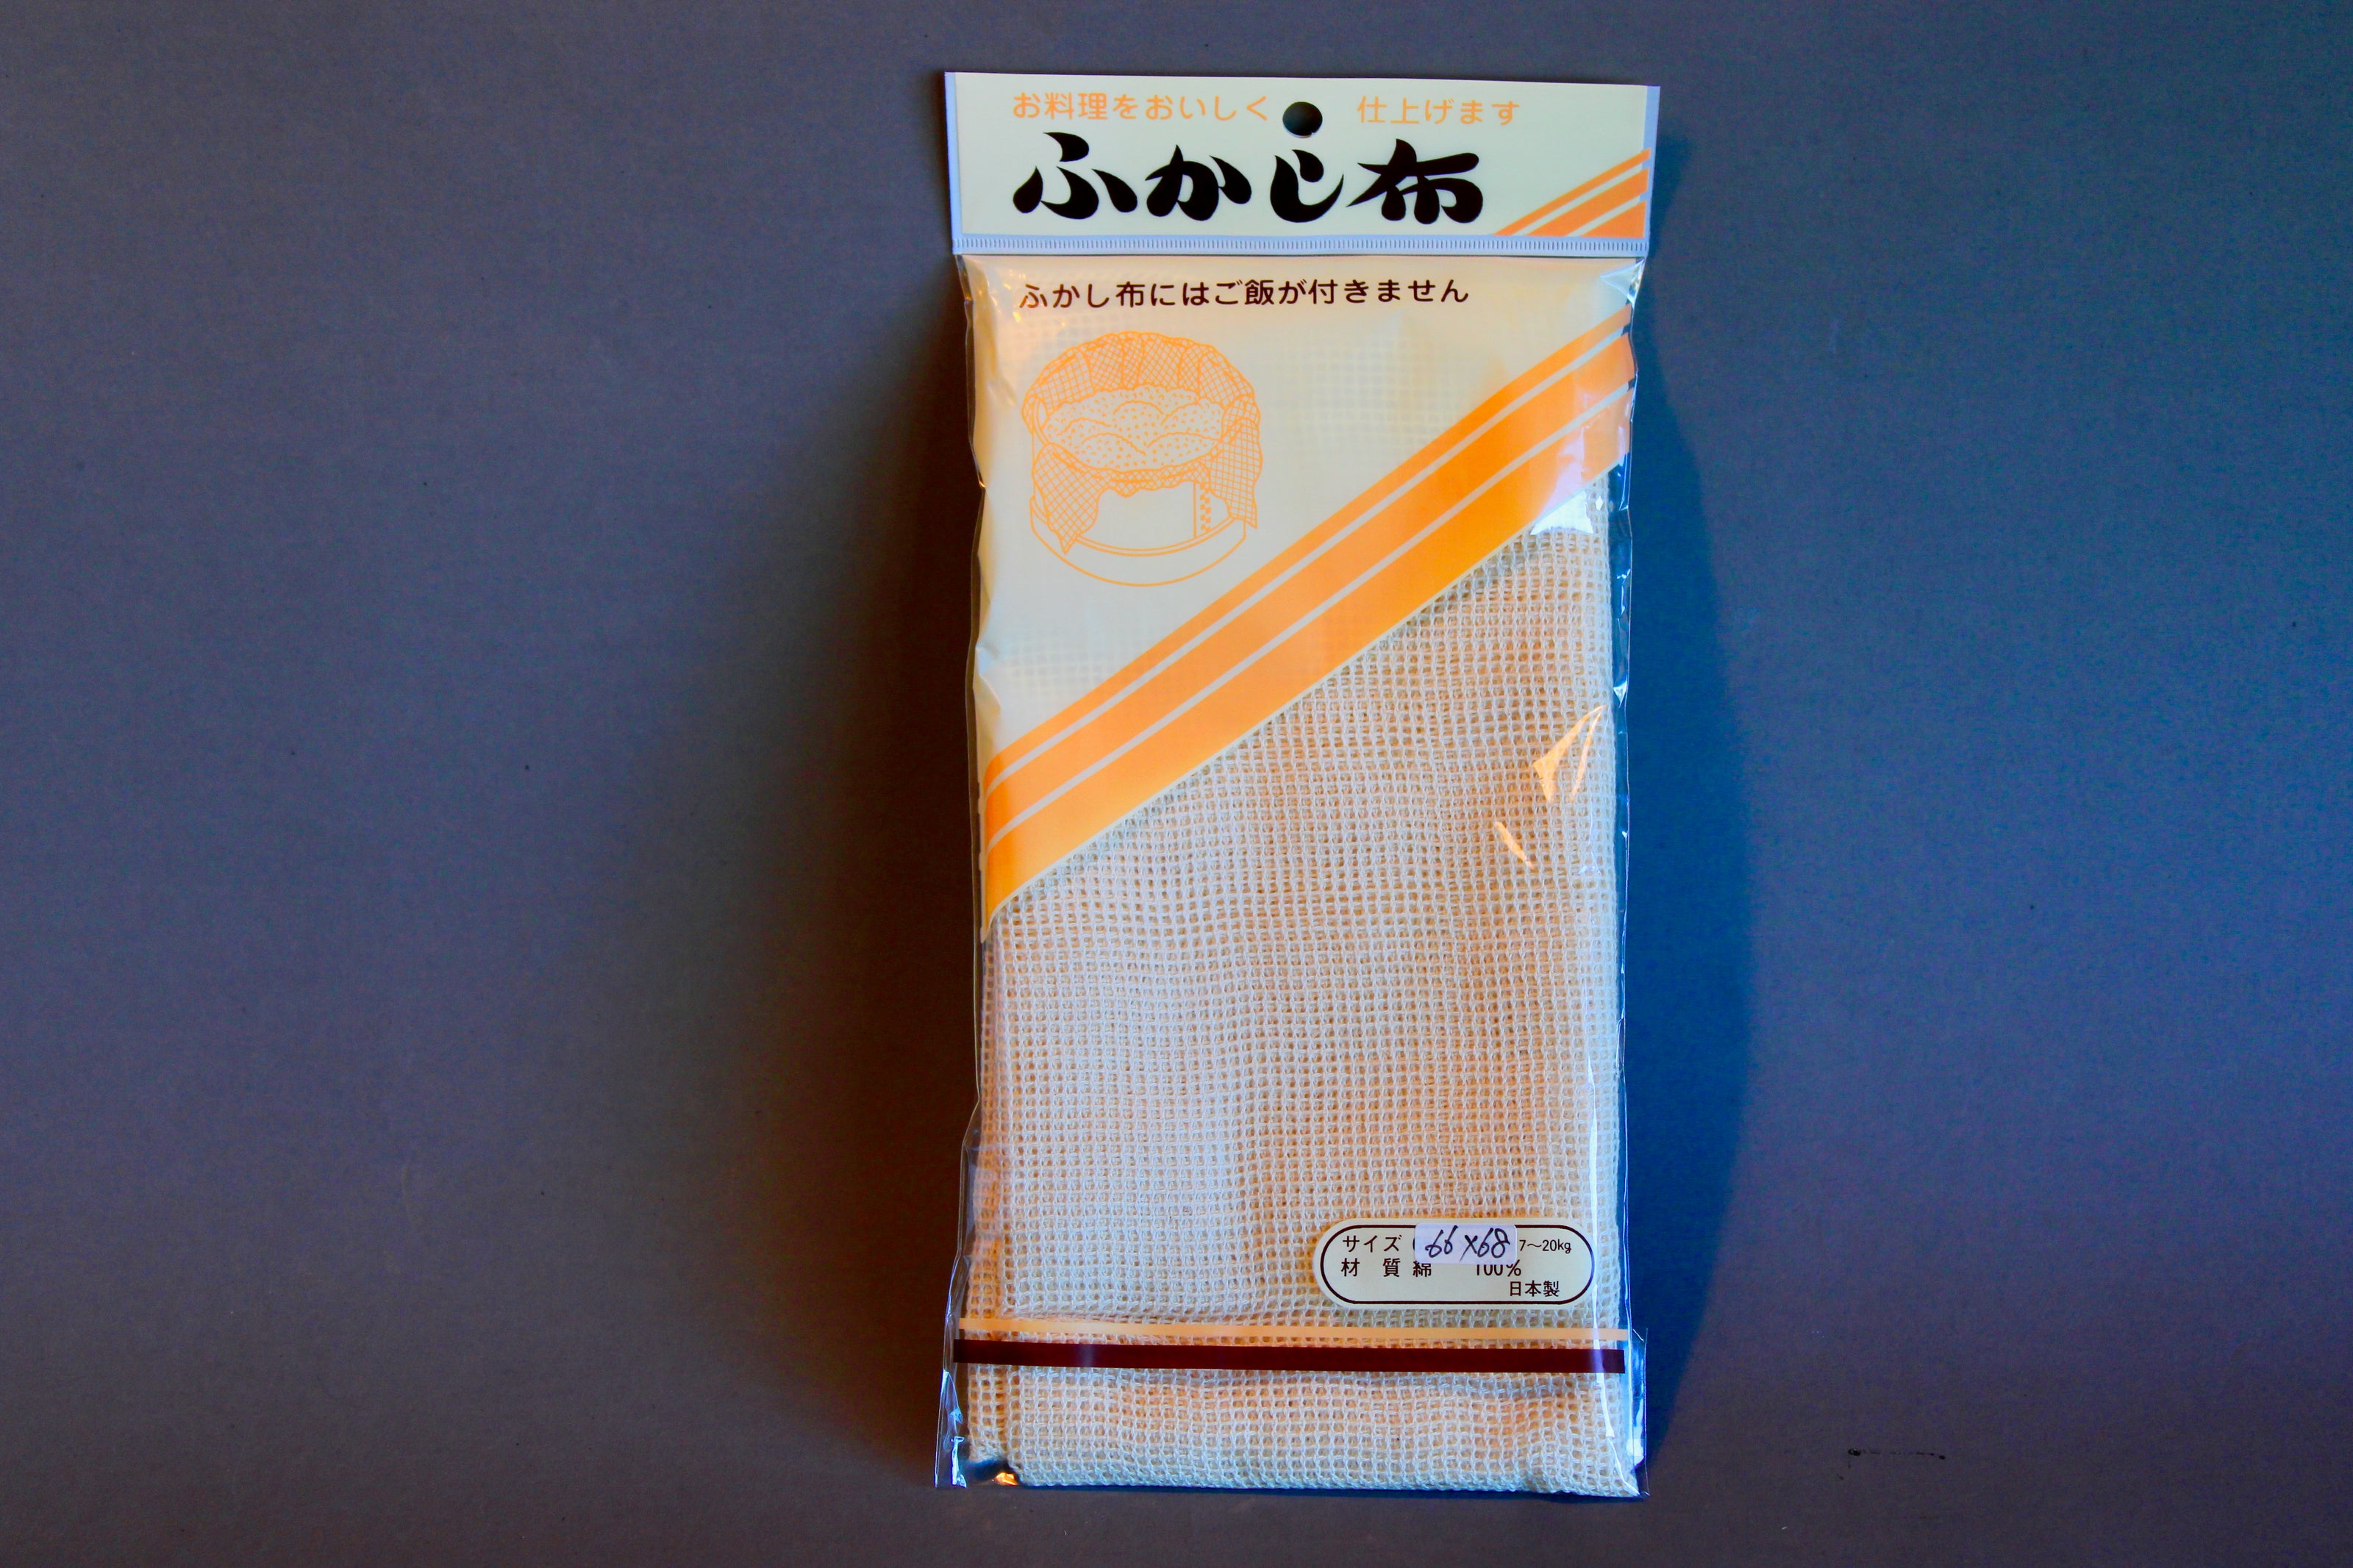 お料理をおいしく 仕上げます
ふかし布
ふかし布にはご飯が付きません
サイズ 66×68 7～20kg
材 質 綿 100%
日本製